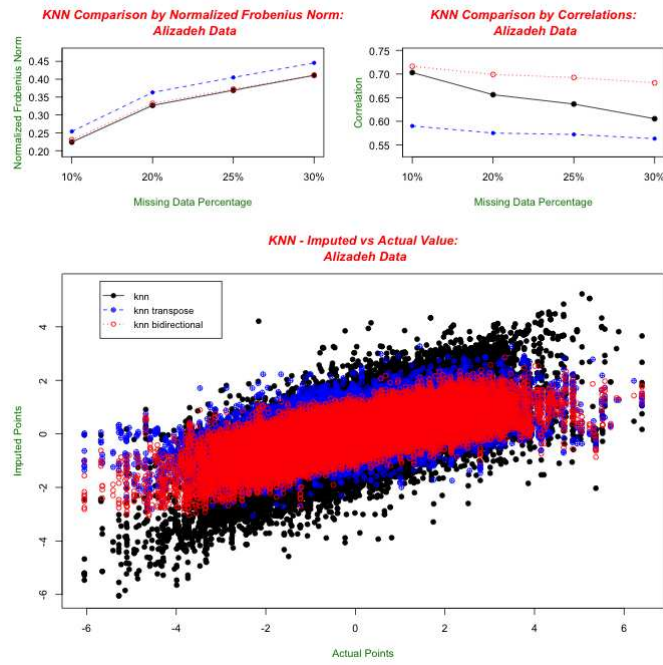 KNN Comparison by Normalized Frobenius Norm:
Alizadeh Data
Normalized Frobenius Norm
0.45
0.40
0.35
0.30
0.25
0.20
10% 20% 25% 30%
Missing Data Percentage
KNN Comparison by Correlations:
Alizadeh Data
Correlation
0.75
0.70
0.65
0.60
0.55
10% 20% 25% 30%
Missing Data Percentage
KNN - Imputed vs Actual Value:
Alizadeh Data
knn
knn transpose
knn bidirectional
Imputed Points
4
2
0
-2
-4
-6
-6 -4 -2 0 2 4 6
Actual Points